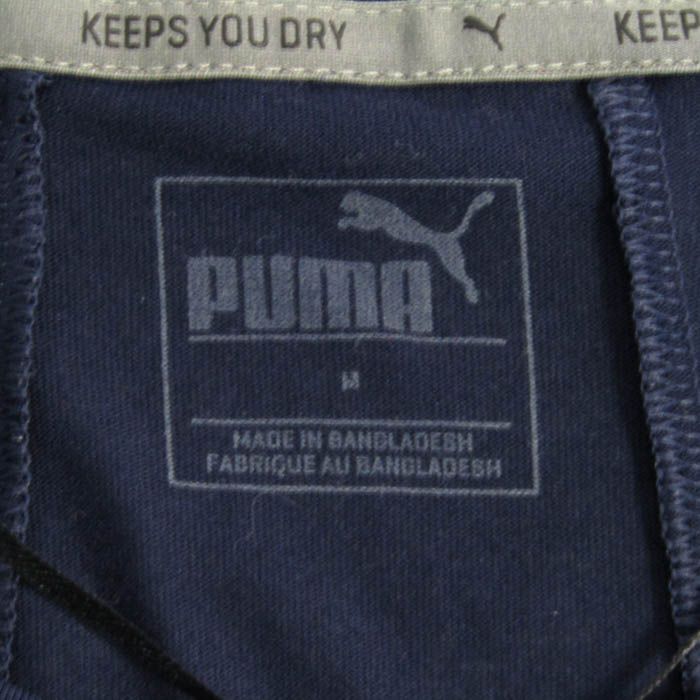 KEEPS YOU DRY KEEP
PUMA
M
MADE IN BANGLADESH
FABRIQUE AU BANGLADESH